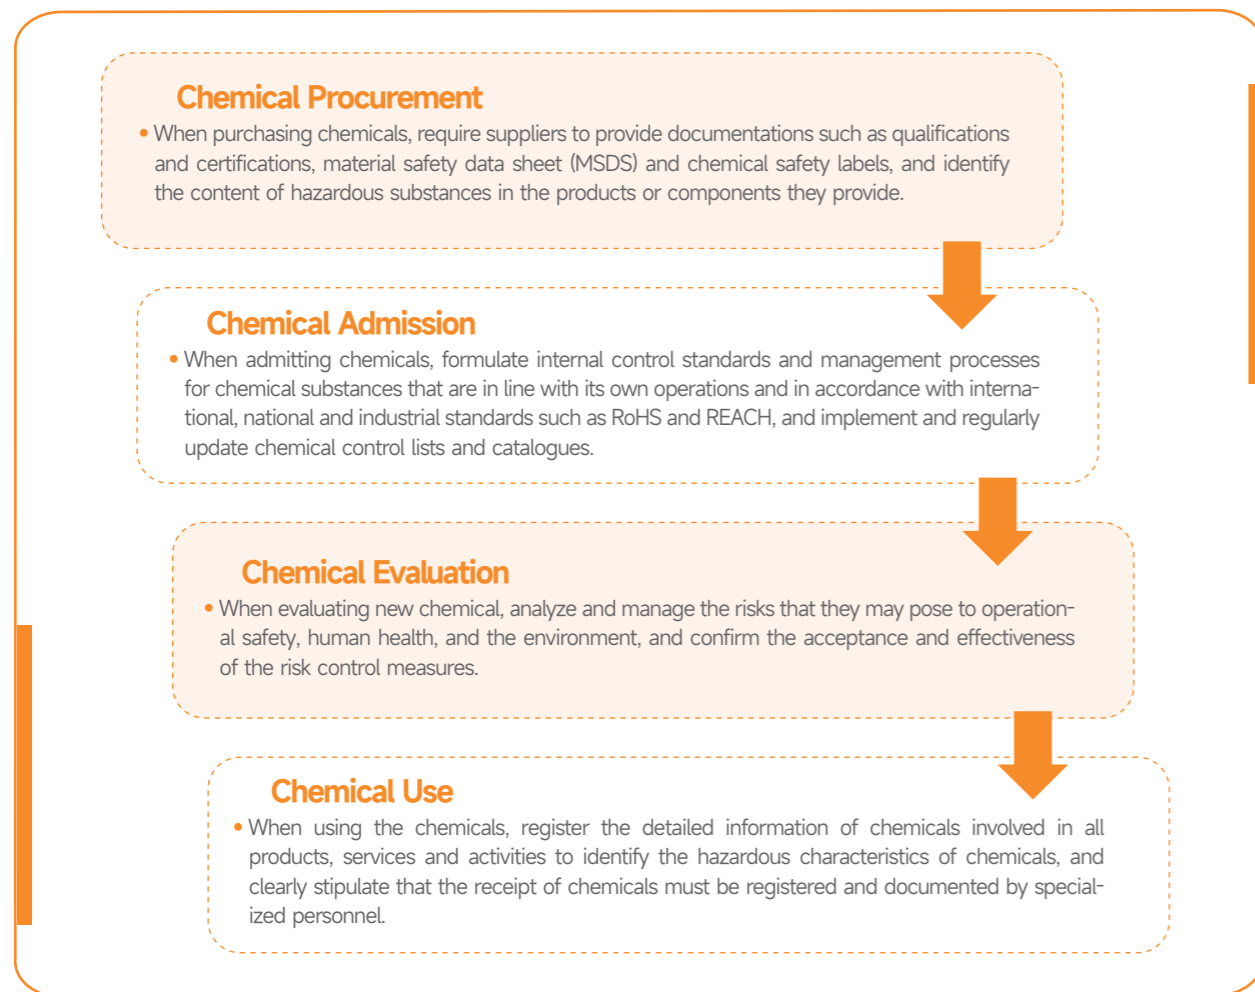 Chemical Procurement
• When purchasing chemicals, require suppliers to provide documentations such as qualifications
and certifications, material safety data sheet (MSDS) and chemical safety labels, and identify
the content of hazardous substances in the products or components they provide.
Chemical Admission
• When admitting chemicals, formulate internal control standards and management processes
for chemical substances that are in line with its own operations and in accordance with interna-
tional, national and industrial standards such as RoHS and REACH, and implement and regularly
update chemical control lists and catalogues.
Chemical Evaluation
• When evaluating new chemical, analyze and manage the risks that they may pose to operation-
al safety, human health, and the environment, and confirm the acceptance and effectiveness
of the risk control measures.
Chemical Use
• When using the chemicals, register the detailed information of chemicals involved in all
products, services and activities to identify the hazardous characteristics of chemicals, and
clearly stipulate that the receipt of chemicals must be registered and documented by special-
ized personnel.